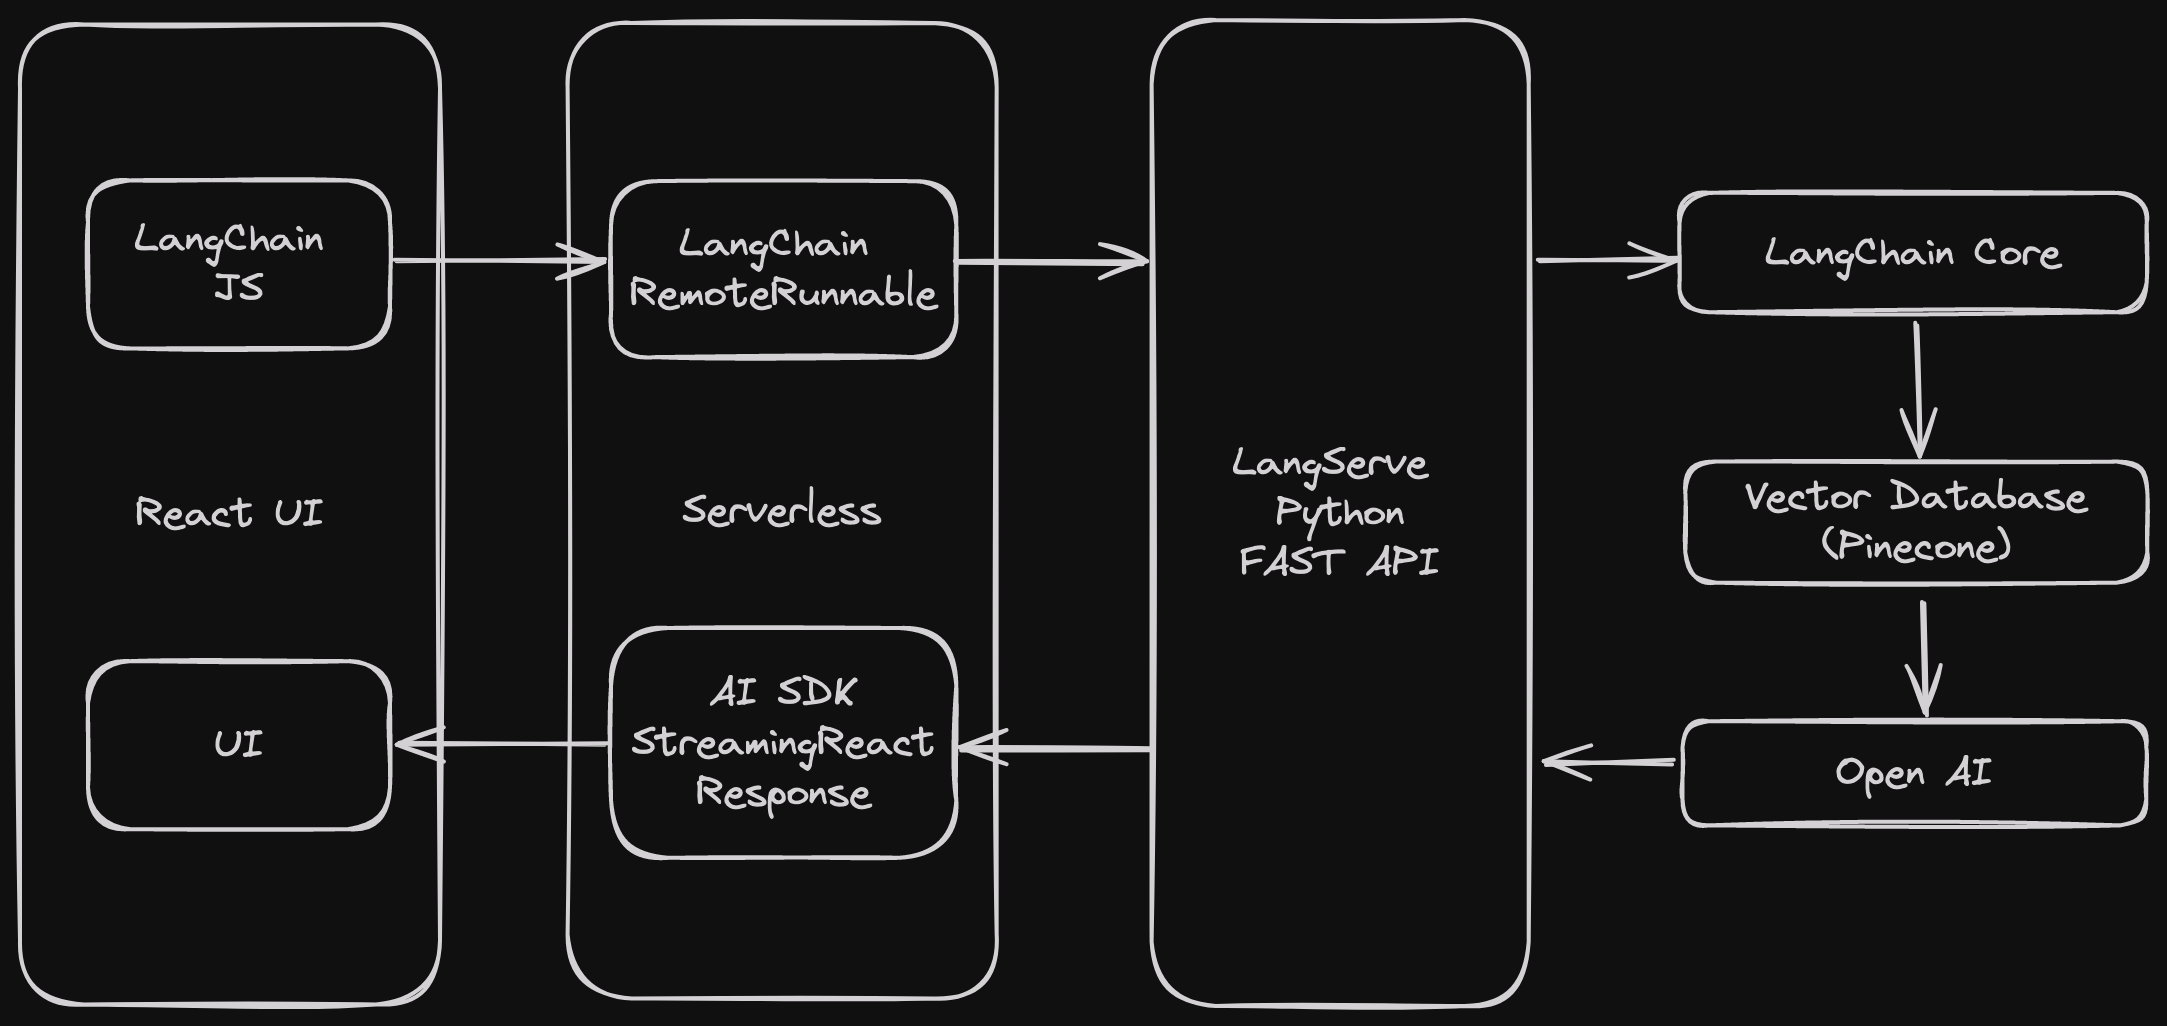 LangChain
JS
React UI
UI
LangChain
RemoteRunnable
Serverless
AI SDK
StreamingReact
Response
LangServe
Python
FAST API
LangChain Core
Vector Database
(Pinecone)
Open AI